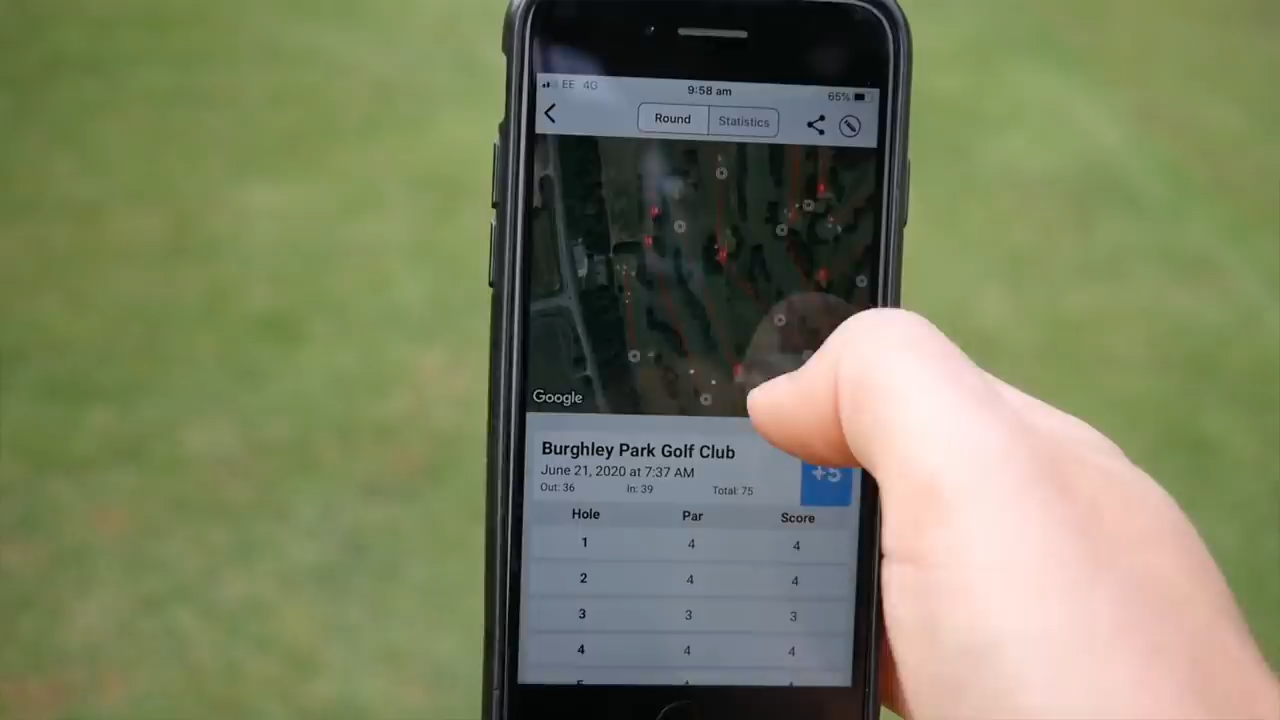 EE 4G 9:58 am 65%
Round Statistics
Google
Burghley Park Golf Club
June 21, 2020 at 7:37 AM
Out: 36 In: 39 Total: 75
+5
Hole Par Score
1 4 4
2 4 4
3 3 3
4 4 4